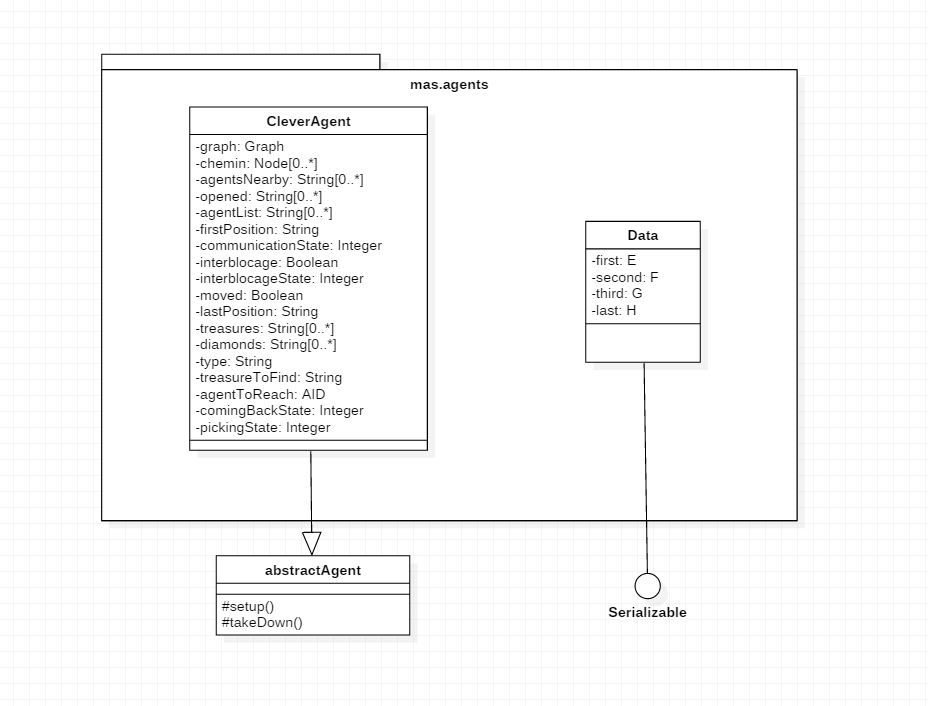 mas.agents
CleverAgent
-graph: Graph
-chemin: Node[0..*]
-agentsNearby: String[0..*]
-opened: String[0..*]
-agentList: String[0..*]
-firstPosition: String
-communicationState: Integer
-interblocage: Boolean
-interblocageState: Integer
-moved: Boolean
-lastPosition: String
-treasures: String[0..*]
-diamonds: String[0..*]
-type: String
-treasureToFind: String
-agentToReach: AID
-comingBackState: Integer
-pickingState: Integer
Data
-first: E
-second: F
-third: G
-last: H
abstractAgent
#setup()
#takeDown()
Serializable